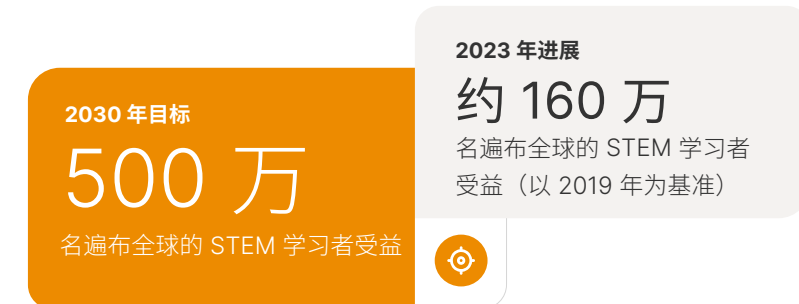 2030 年目标
500 万
名遍布全球的 STEM 学习者受益
2023 年进展
约 160 万
名遍布全球的 STEM 学习者
受益（以 2019 年为基准）